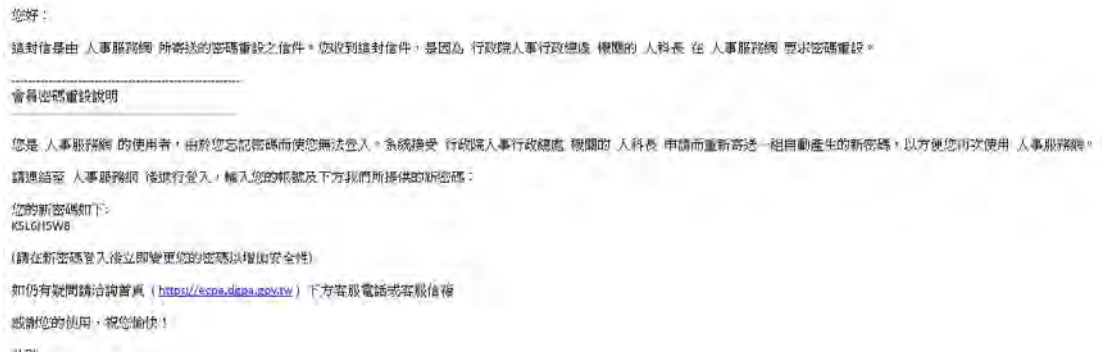 您好：
這封信是由 人事服務網 所寄送的密碼重設之信件。您收到這封信件，是因為 行政院人事行政總處 機關的 人科長 在 人事服務網 要求密碼重設。
會員密碼重設說明
您是 人事服務網 的使用者，由於您忘記密碼而使您無法登入。系統接受 行政院人事行政總處 機關的 人科長 申請而重新寄送一組自動產生的新密碼，以方便您再次使用 人事服務網。
請連結至 人事服務網 後進行登入，輸入您的帳號及下方我們所提供的新密碼：
您的新密碼如下:
(請在新密碼登入後立即變更您的密碼以增加安全性)
如仍有疑問請洽詢首頁（https://ecpa.dgpa.gov.tw）下方客服電話或客服信箱
感謝您的使用，祝您愉快！